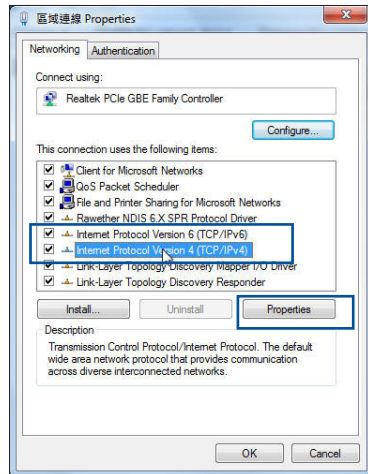 區域連線 Properties
Networking Authentication
Connect using:
Realtek PCIe GBE Family Controller
Configure...
This connection uses the following items:
Client for Microsoft Networks
QoS Packet Scheduler
File and Printer Sharing for Microsoft Networks
Rawether NDIS 6.X SPR Protocol Driver
Internet Protocol Version 6 (TCP/IPv6)
Internet Protocol Version 4 (TCP/IPv4)
Link-Layer Topology Discovery Mapper I/O Driver
Link-Layer Topology Discovery Responder
Install... Uninstall Properties
Description
Transmission Control Protocol/Internet Protocol. The default
wide area network protocol that provides communication
across diverse interconnected networks.
OK Cancel